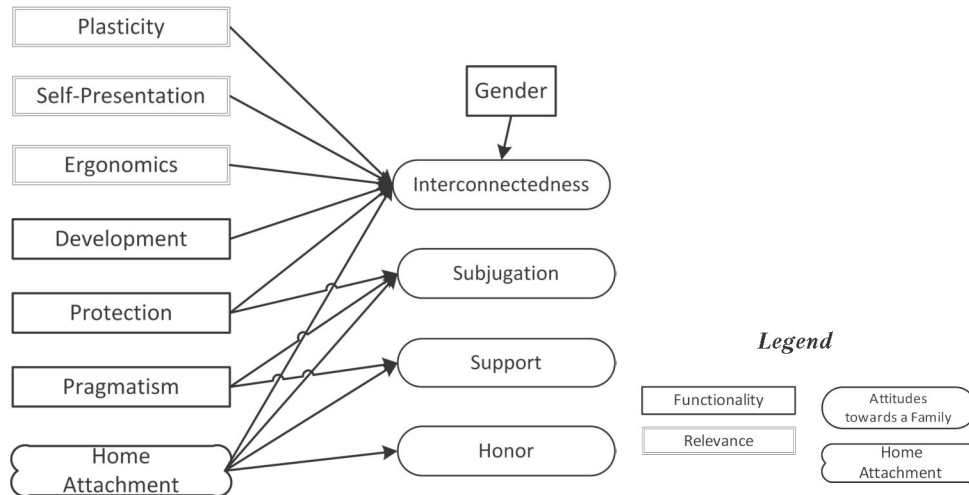 Plasticity
Self-Presentation
Ergonomics
Development
Protection
Pragmatism
Home
Attachment
Gender
Interconnectedness
Subjugation
Support
Honor
Legend
Functionality
Relevance
Attitudes
towards a Family
Home
Attachment